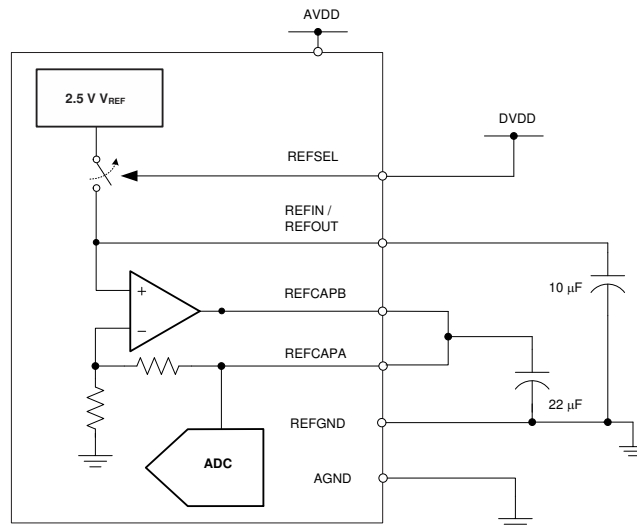 AVDD
2.5 V VREF
DVDD
REFSEL
REFIN /
REFOUT
+
REFCAPB
10 μF
−
REFCAPA
22 μF
REFGND
ADC
AGND